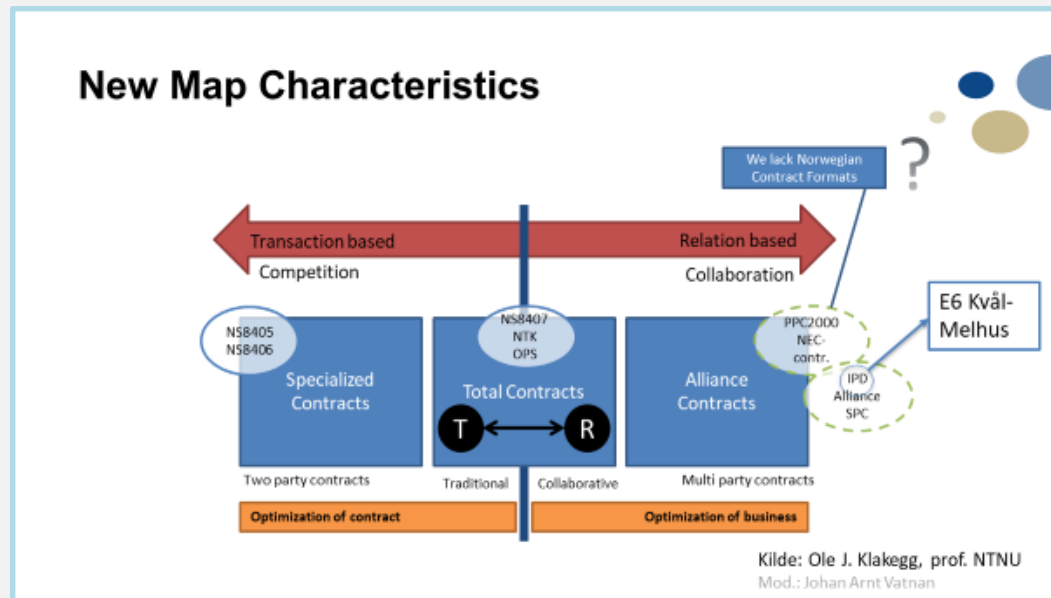 New Map Characteristics
We lack Norwegian
Contract Formats
?
Transaction based
Relation based
Competition
Collaboration
E6 Kvål-
Melhus
NS8405
NS8406
NS8407
NTK
OPS
PPC2000
NEC-
contr.
IPD
Alliance
SPC
Specialized
Contracts
Total Contracts
Alliance
Contracts
T
R
Two party contracts
Traditional
Collaborative
Multi party contracts
Optimization of contract
Optimization of business
Kilde: Ole J. Klakegg, prof. NTNU
Mod.: Johan Arnt Vatnan